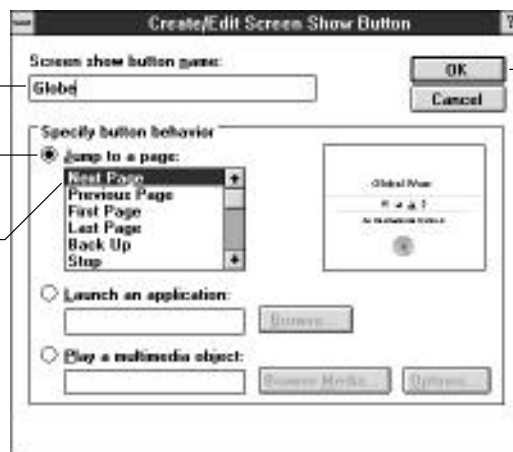 Create/Edit Screen Show Button
?
Screen show button name:
OK
Globe
Cancel
Specify button behavior
Jump to a page:
Next Page
Previous Page
First Page
Last Page
Back Up
Stop
Launch an application:
Browse...
Play a multimedia object:
Browse Media...
Options...